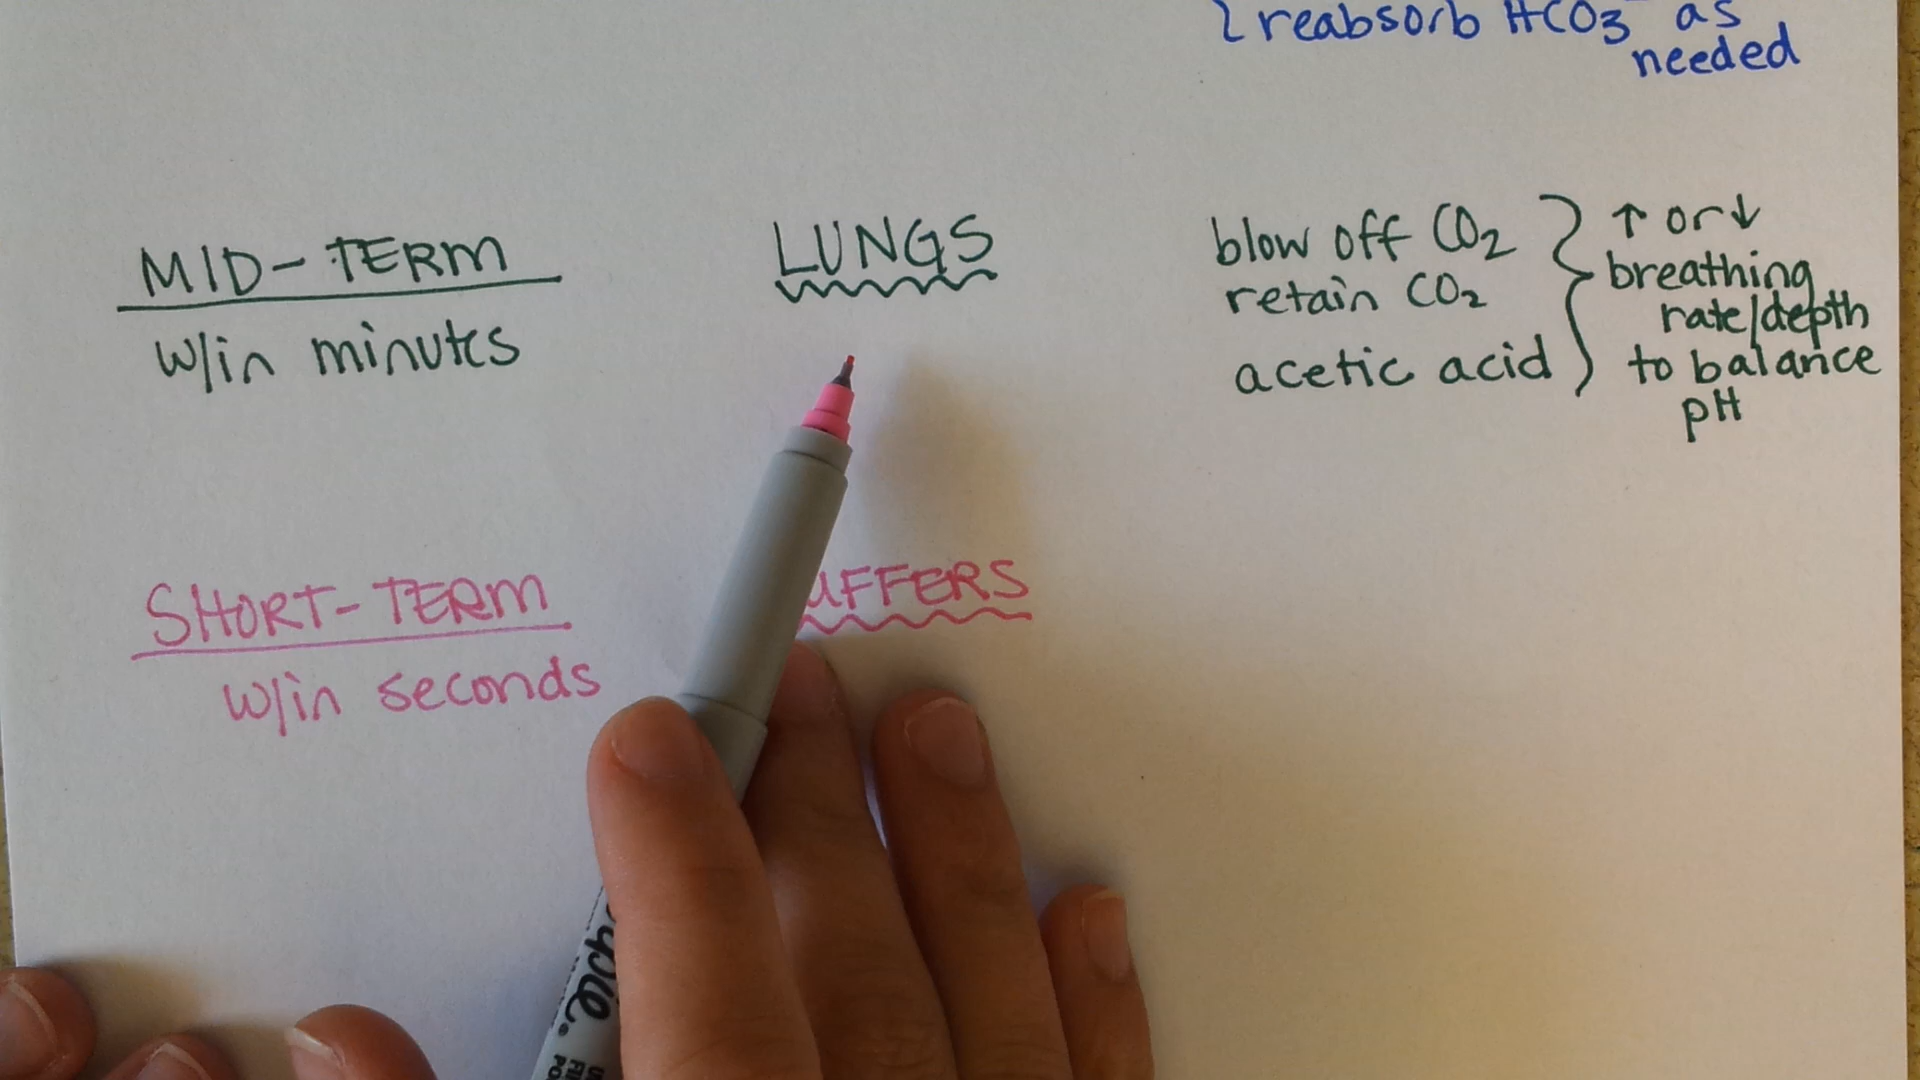 reabsorb HCO3⁻ as
needed
MID-TERM
w/in minutes
LUNGS
blow off CO2
retain CO2
acetic acid
↑ or ↓
breathing
rate/depth
to balance
pH
SHORT-TERM
w/in seconds
UFFERS